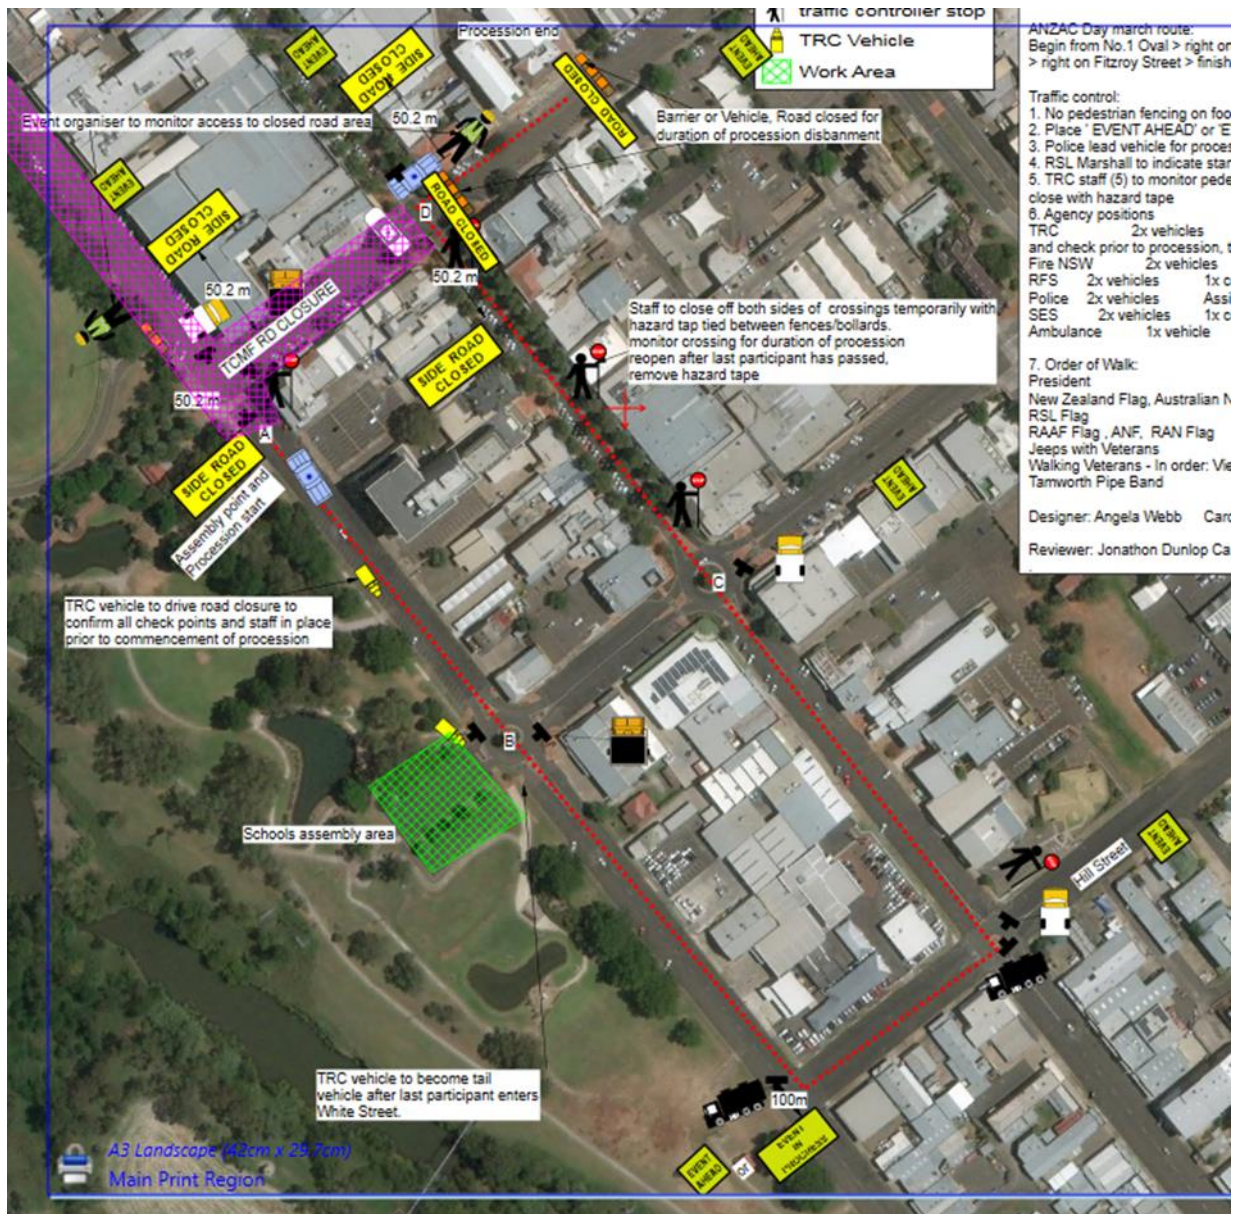 traffic controller stop
TRC Vehicle
Work Area
Procession end
EVENT
AHEAD
SIDE ROAD
CLOSED
EVENT
AHEAD
ROAD CLOSED
50.2 m
Event organiser to monitor access to closed road area
Barrier or Vehicle, Road closed for
duration of procession disbanment
EVENT
AHEAD
SIDE ROAD
CLOSED
ROAD CLOSED
D
50.2 m
50.2 m
TCMF RD CLOSURE
Staff to close off both sides of crossings temporarily with
hazard tap tied between fences/bollards.
monitor crossing for duration of procession
reopen after last participant has passed,
remove hazard tape
SIDE ROAD
CLOSED
50.2 m
A
SIDE ROAD
CLOSED
Assembly point and
Procession start
EVENT
AHEAD
C
TRC vehicle to drive road closure to
confirm all check points and staff in place
prior to commencement of procession
B
Schools assembly area
EVENT
AHEAD
Hill Street
TRC vehicle to become tail
vehicle after last participant enters
White Street.
100m
EVENT
AHEAD
or
EVENT
IN
PROGRESS
A3 Landscape (42cm x 29.7cm)
Main Print Region
ANZAC Day march route:
Begin from No.1 Oval > right on
> right on Fitzroy Street > finish
Traffic control:
1. No pedestrian fencing on foo
2. Place ' EVENT AHEAD' or 'E
3. Police lead vehicle for proces
4. RSL Marshall to indicate star
5. TRC staff (5) to monitor pede
close with hazard tape
6. Agency positions
TRC 2x vehicles
and check prior to procession, t
Fire NSW 2x vehicles
RFS 2x vehicles 1x c
Police 2x vehicles Assi
SES 2x vehicles 1x c
Ambulance 1x vehicle
7. Order of Walk:
President
New Zealand Flag, Australian N
RSL Flag
RAAF Flag , ANF, RAN Flag
Jeeps with Veterans
Walking Veterans - In order: Vie
Tamworth Pipe Band
Designer: Angela Webb Card
Reviewer: Jonathon Dunlop Ca